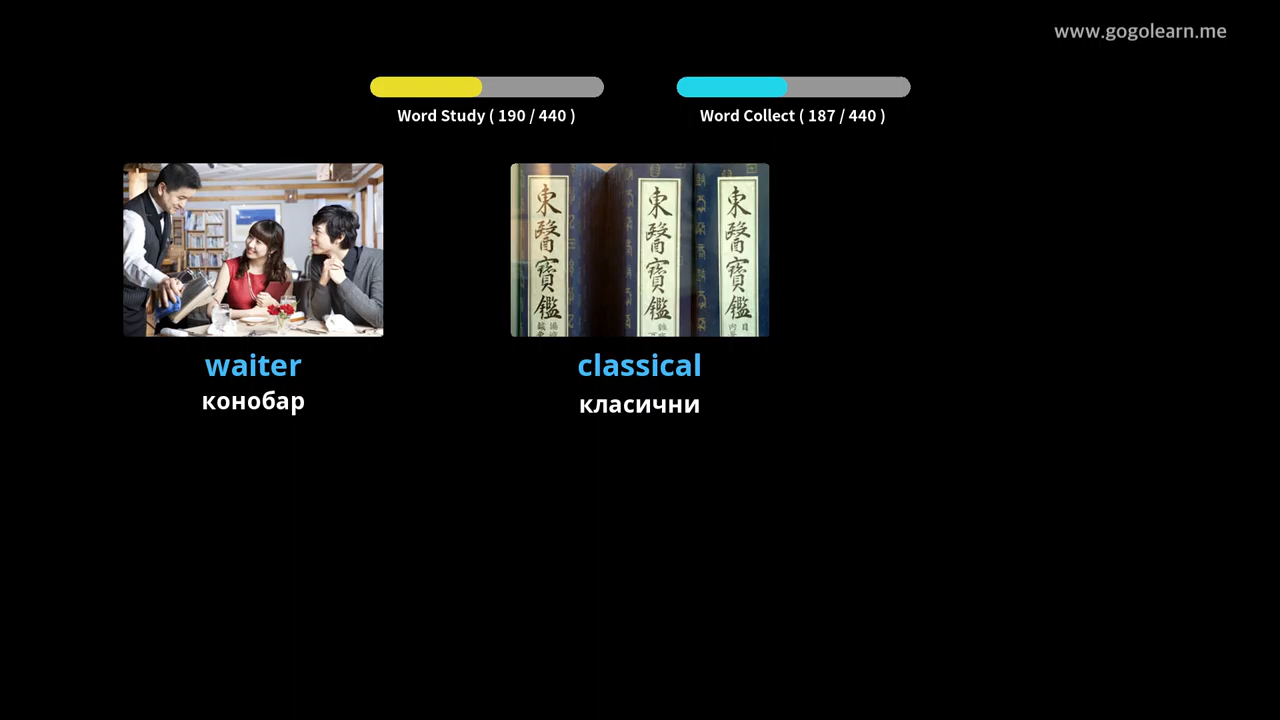 www.gogolearn.me
Word Study ( 190 / 440 )
Word Collect ( 187 / 440 )
東醫寶鑑
東醫寶鑑
東醫寶鑑
waiter
classical
конобар
класични